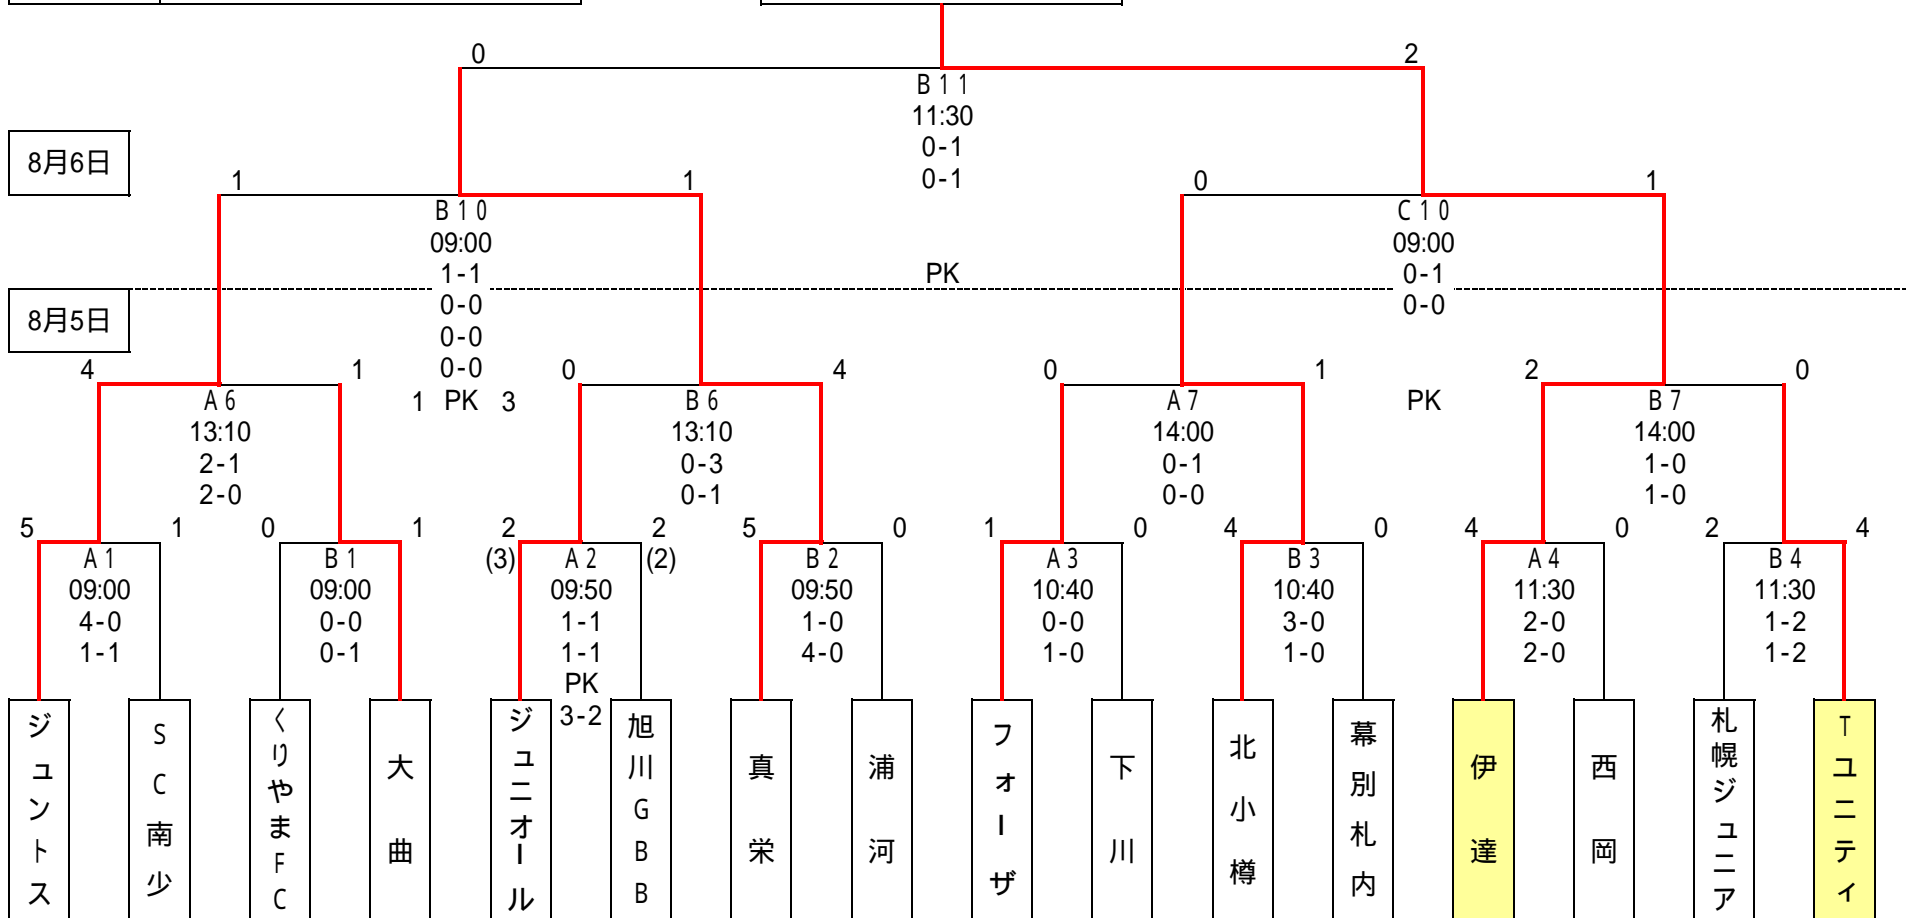 0 2
B11
11:30
0-1
0-1
8月6日
1 1 0 1
B10 C10
09:00 09:00
1-1 PK 0-1
0-0 0-0
8月5日
0-0
0-0
4 1 0 4 0 1 2 0
1 PK 3 PK
A6 B6 A7 B7
13:10 13:10 14:00 14:00
2-1 0-3 0-1 1-0
2-0 0-1 0-0 1-0
5 1 0 1 2 2 5 0 1 0 4 0 4 0 2 4
(3) (2)
A1 B1 A2 B2 A3 B3 A4 B4
09:00 09:00 09:50 09:50 10:40 10:40 11:30 11:30
4-0 0-0 1-1 1-0 0-0 3-0 2-0 1-2
1-1 0-1 1-1 4-0 1-0 1-0 2-0 1-2
PK
3-2
ジュントス
SC南少
くりやまFC
大曲
ジュニオール
旭川GBB
真栄
浦河
フォーザ
下川
北小樽
幕別札内
伊達
西岡
札幌ジュニア
Tユニティ